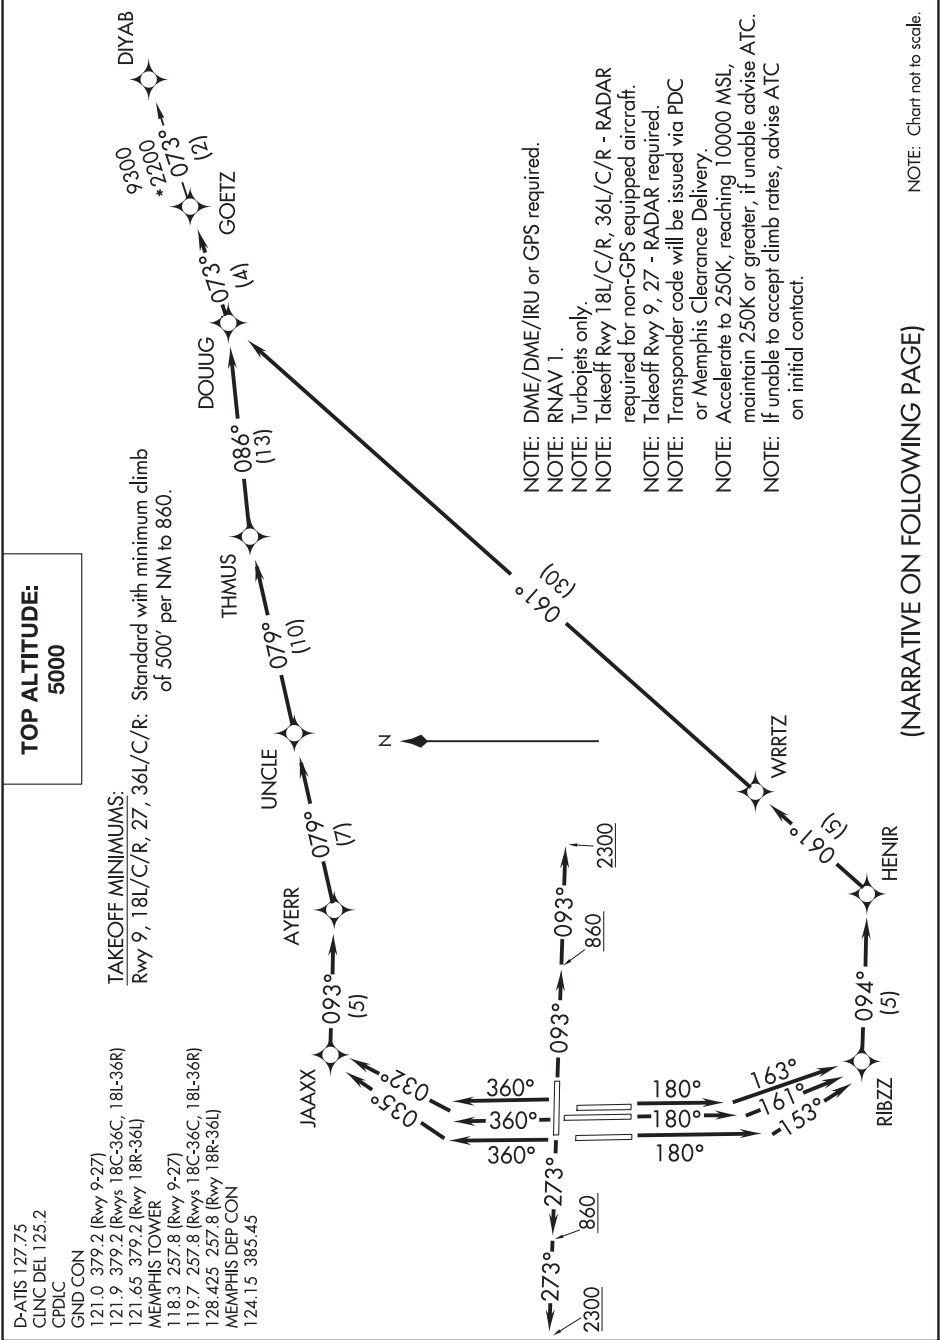 TOP ALTITUDE:
5000
D-ATIS 127.75
CLNC DEL 125.2
CPDLC
GND CON
121.0 379.2 (Rwy 9-27)
121.9 379.2 (Rwys 18C-36C, 18L-36R)
121.65 379.2 (Rwy 18R-36L)
MEMPHIS TOWER
118.3 257.8 (Rwy 9-27)
119.7 257.8 (Rwys 18C-36C, 18L-36R)
128.425 257.8 (Rwy 18R-36L)
MEMPHIS DEP CON
124.15 385.45
TAKEOFF MINIMUMS:
Rwy 9, 18L/C/R, 27, 36L/C/R: Standard with minimum climb
of 500' per NM to 860.
DIYAB
9300
*2200
073°
(2)
GOETZ
073°
(4)
DOUUG
086°
(13)
THMUS
079°
(10)
UNCLE
079°
(7)
AYERR
093°
(5)
JAAXX
035°
032°
360°
360°
360°
N
061°
(30)
273°
2300
273°
860
093°
860
093°
2300
180°
180°
180°
153°
161°
163°
RIBZZ
094°
(5)
HENIR
061°
(5)
WRRTZ
NOTE: DME/DME/IRU or GPS required.
NOTE: RNAV 1.
NOTE: Turbojets only.
NOTE: Takeoff Rwy 18L/C/R, 36L/C/R - RADAR
required for non-GPS equipped aircraft.
NOTE: Takeoff Rwy 9, 27 - RADAR required.
NOTE: Transponder code will be issued via PDC
or Memphis Clearance Delivery.
NOTE: Accelerate to 250K, reaching 10000 MSL,
maintain 250K or greater, if unable advise ATC.
NOTE: If unable to accept climb rates, advise ATC
on initial contact.
(NARRATIVE ON FOLLOWING PAGE)
NOTE: Chart not to scale.